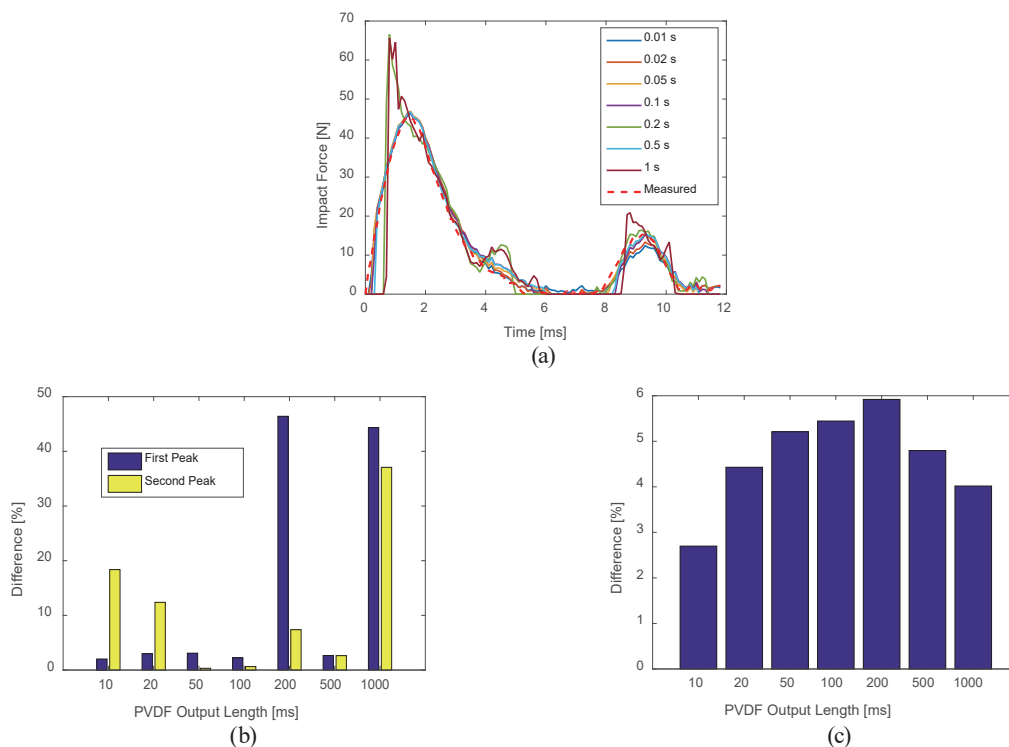 70
60
50
40
30
20
10
0
Impact Force [N]
0 2 4 6 8 10 12
Time [ms]
0.01 s
0.02 s
0.05 s
0.1 s
0.2 s
0.5 s
1 s
Measured
(a)
50
40
30
20
10
0
Difference [%]
First Peak
Second Peak
10 20 50 100 200 500 1000
PVDF Output Length [ms]
(b)
6
5
4
3
2
1
0
Difference [%]
10 20 50 100 200 500 1000
PVDF Output Length [ms]
(c)